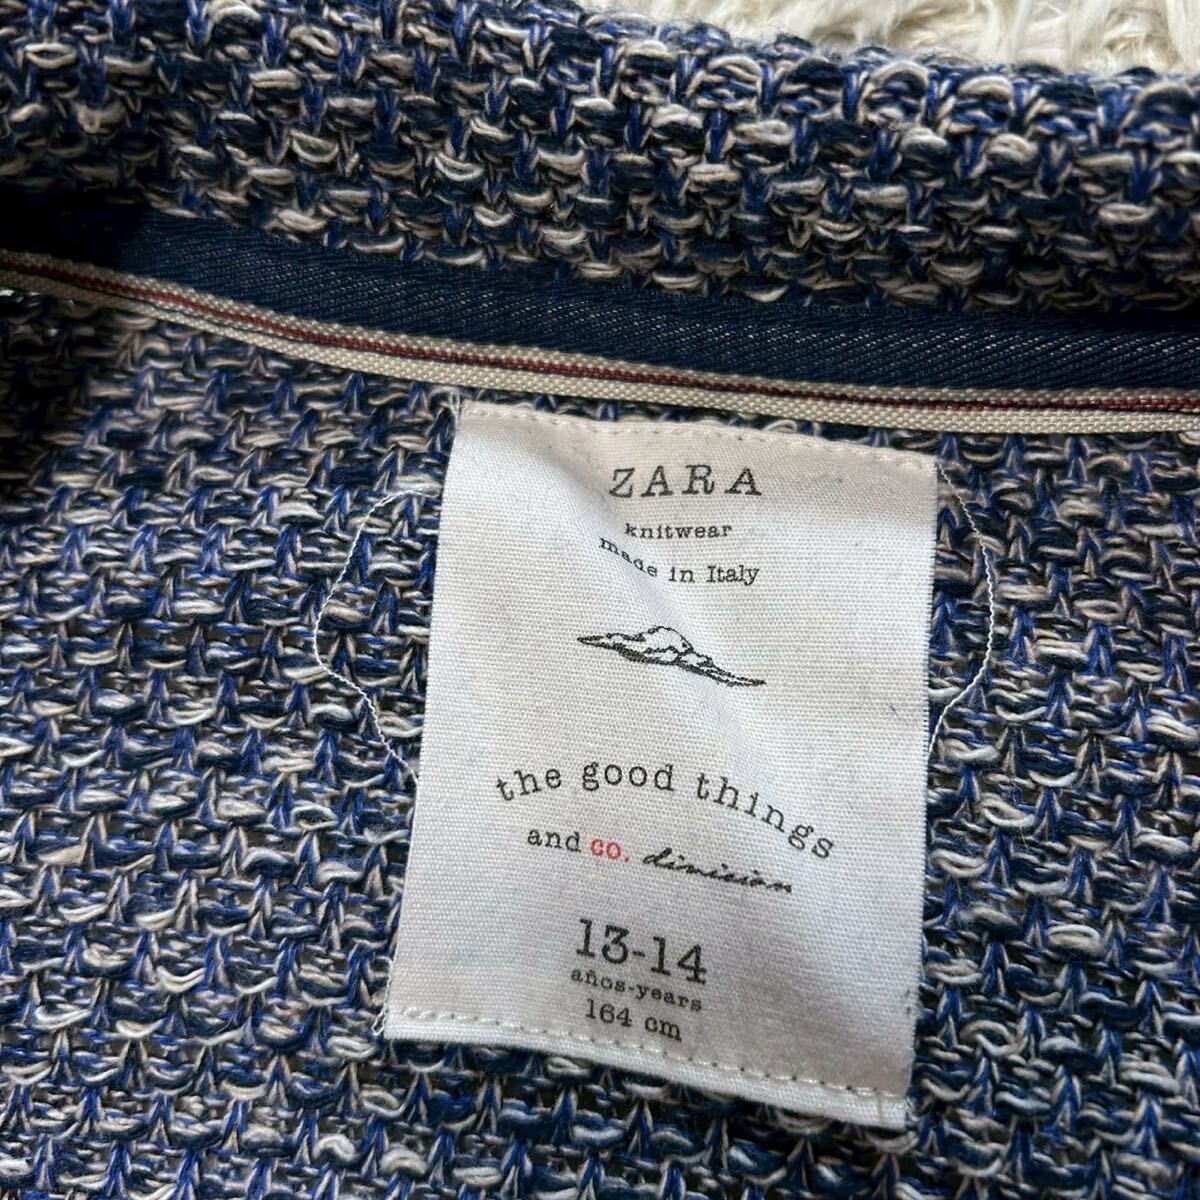 ZARA
knitwear
made in Italy
the good things
and co. division
13-14
años-years
164 cm